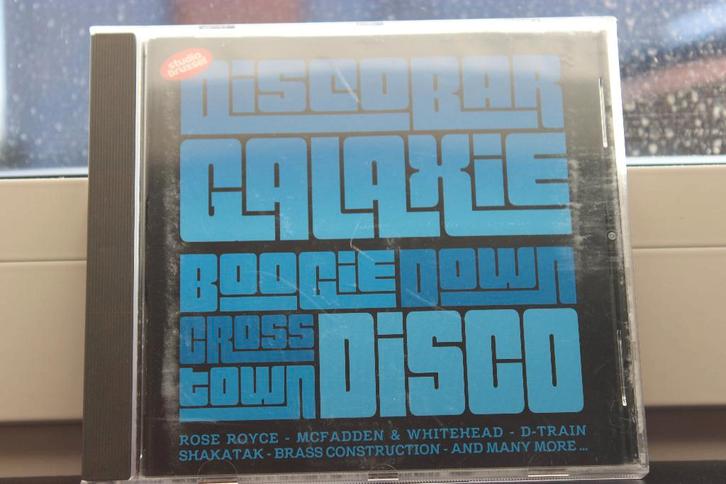 studio
brussel
DiSCOBAR
GALAXiE
BOOGiE DOWN
CROSS
town
DiSCO
ROSE ROYCE - MCFADDEN & WHITEHEAD - D-TRAIN
SHAKATAK - BRASS CONSTRUCTION - AND MANY MORE ...